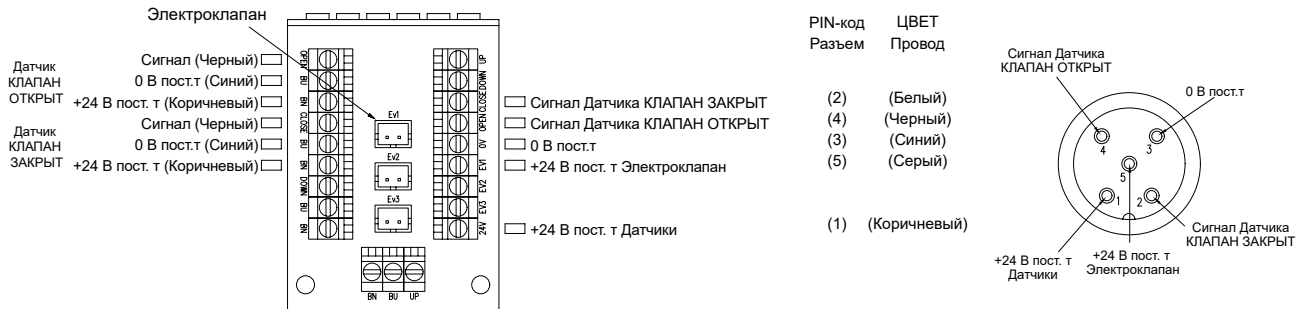 Электроклапан
Датчик
КЛАПАН
ОТКРЫТ
Сигнал (Черный)
0 В пост.т (Синий)
+24 В пост. т (Коричневый)
Датчик
КЛАПАН
ЗАКРЫТ
Сигнал (Черный)
0 В пост.т (Синий)
+24 В пост. т (Коричневый)
OPEN
BU
BN
CLOSE
BU
BN
DOWN
BU
BN
Ev1
Ev2
Ev3
BN BU UP
UP
DOWN
CLOSE
OPEN
0V
EV1
EV2
EV3
24V
Сигнал Датчика КЛАПАН ЗАКРЫТ
Сигнал Датчика КЛАПАН ОТКРЫТ
0 В пост.т
+24 В пост. т Электроклапан
+24 В пост. т Датчики
PIN-код ЦВЕТ
Разъем Провод
(2) (Белый)
(4) (Черный)
(3) (Синий)
(5) (Серый)
(1) (Коричневый)
Сигнал Датчика
КЛАПАН ОТКРЫТ
0 В пост.т
4
3
5
1
2
Сигнал Датчика
КЛАПАН ЗАКРЫТ
+24 В пост. т
Датчики
+24 В пост. т
Электроклапан